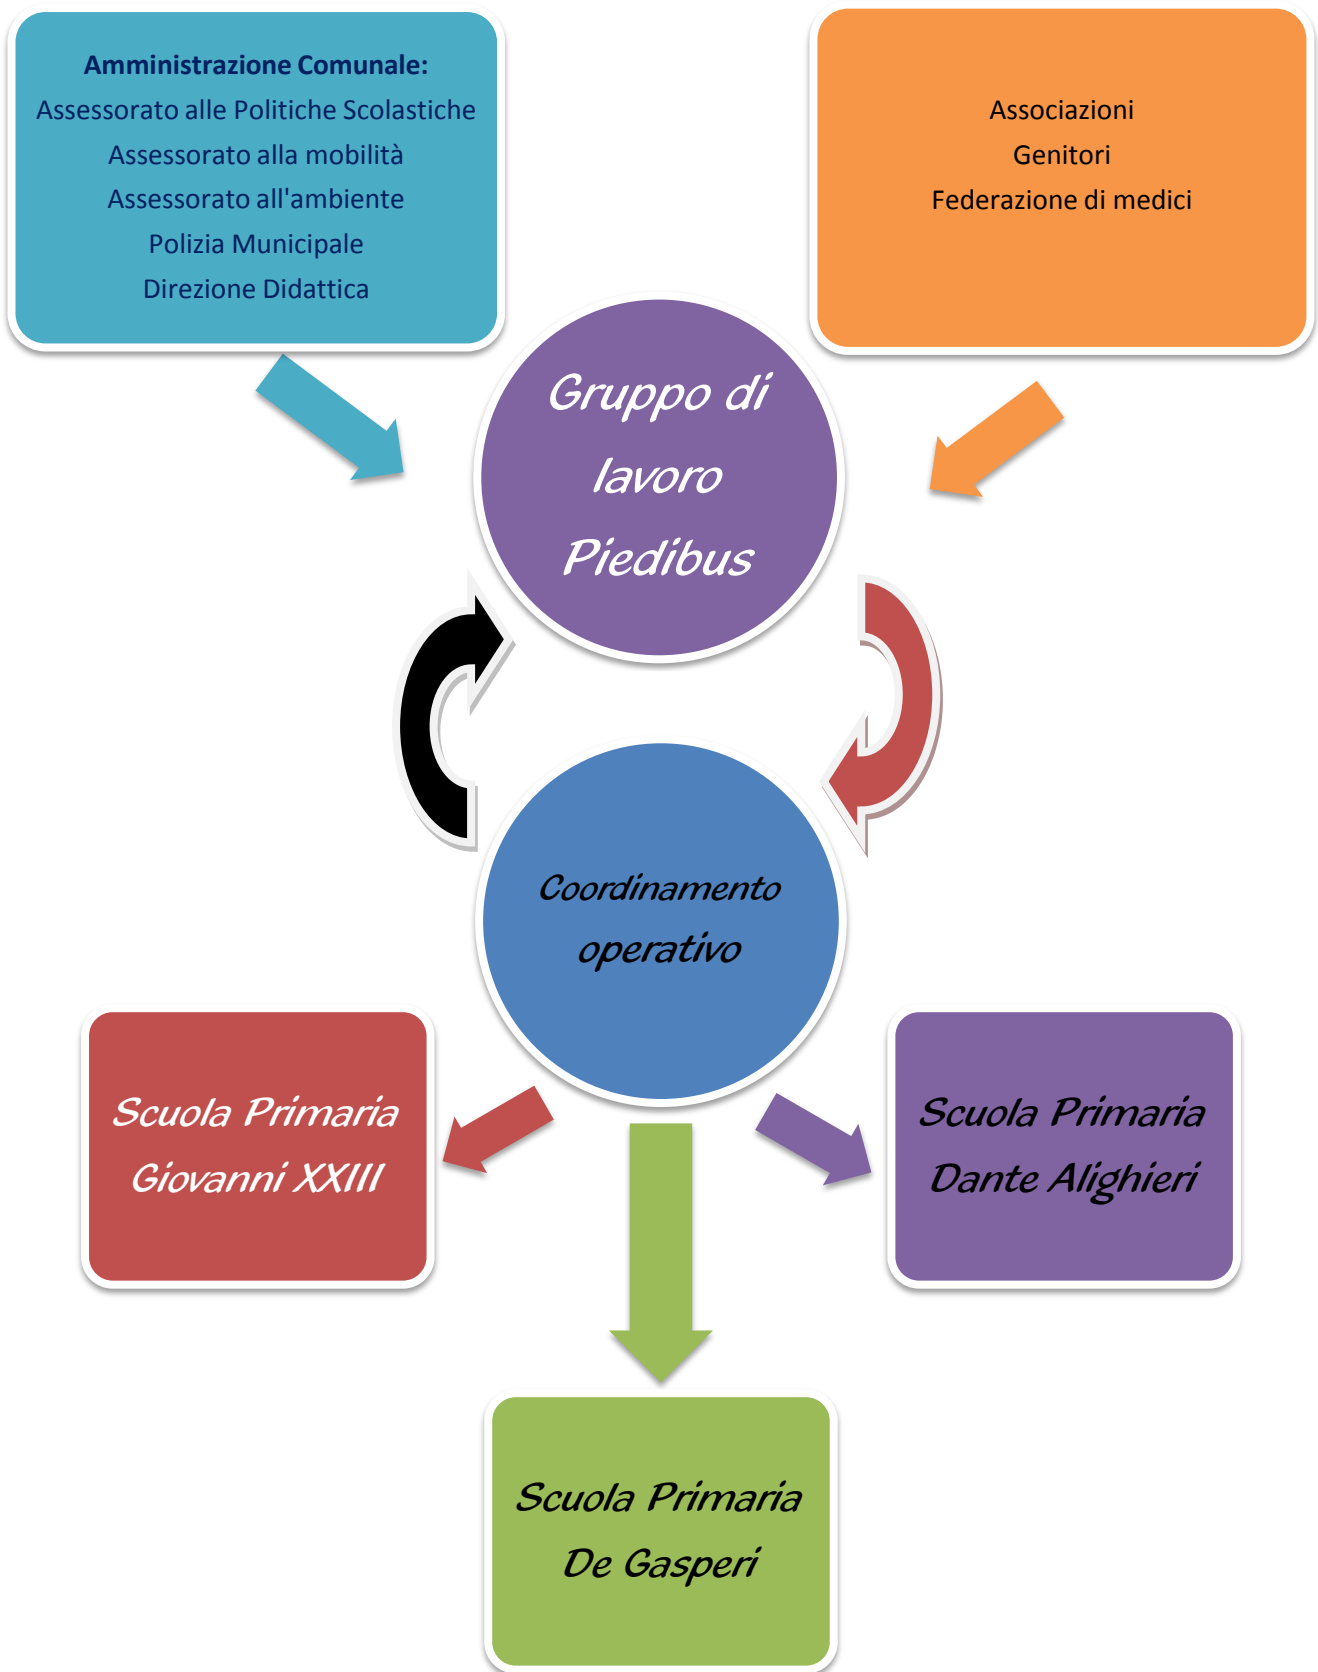 Amministrazione Comunale:
Assessorato alle Politiche Scolastiche
Assessorato alla mobilità
Assessorato all'ambiente
Polizia Municipale
Direzione Didattica
Associazioni
Genitori
Federazione di medici
Gruppo di
lavoro
Piedibus
Coordinamento
operativo
Scuola Primaria
Giovanni XXIII
Scuola Primaria
Dante Alighieri
Scuola Primaria
De Gasperi